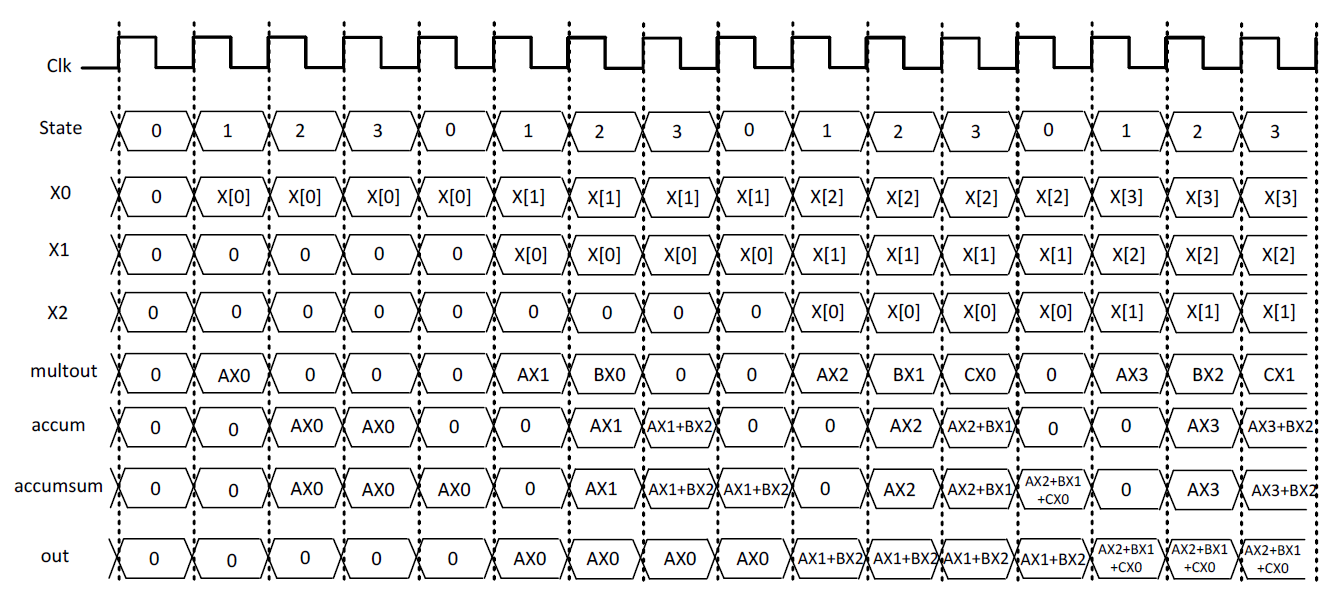 Clk
State 0 1 2 3 0 1 2 3 0 1 2 3 0 1 2 3
X0 0 X[0] X[0] X[0] X[0] X[1] X[1] X[1] X[1] X[2] X[2] X[2] X[2] X[3] X[3] X[3]
X1 0 0 0 0 0 X[0] X[0] X[0] X[0] X[1] X[1] X[1] X[1] X[2] X[2] X[2]
X2 0 0 0 0 0 0 0 0 0 X[0] X[0] X[0] X[0] X[1] X[1] X[1]
multout 0 AX0 0 0 0 AX1 BX0 0 0 AX2 BX1 CX0 0 AX3 BX2 CX1
accum 0 0 AX0 AX0 0 0 AX1 AX1+BX2 0 0 AX2 AX2+BX1 0 0 AX3 AX3+BX2
accumsum 0 0 AX0 AX0 AX0 0 AX1 AX1+BX2 AX1+BX2 0 AX2 AX2+BX1 AX2+BX1 0 AX3 AX3+BX2
+CX0
out 0 0 0 0 0 AX0 AX0 AX0 AX0 AX1+BX2 AX1+BX2 AX1+BX2 AX1+BX2 AX2+BX1 AX2+BX1 AX2+BX1
+CX0 +CX0 +CX0